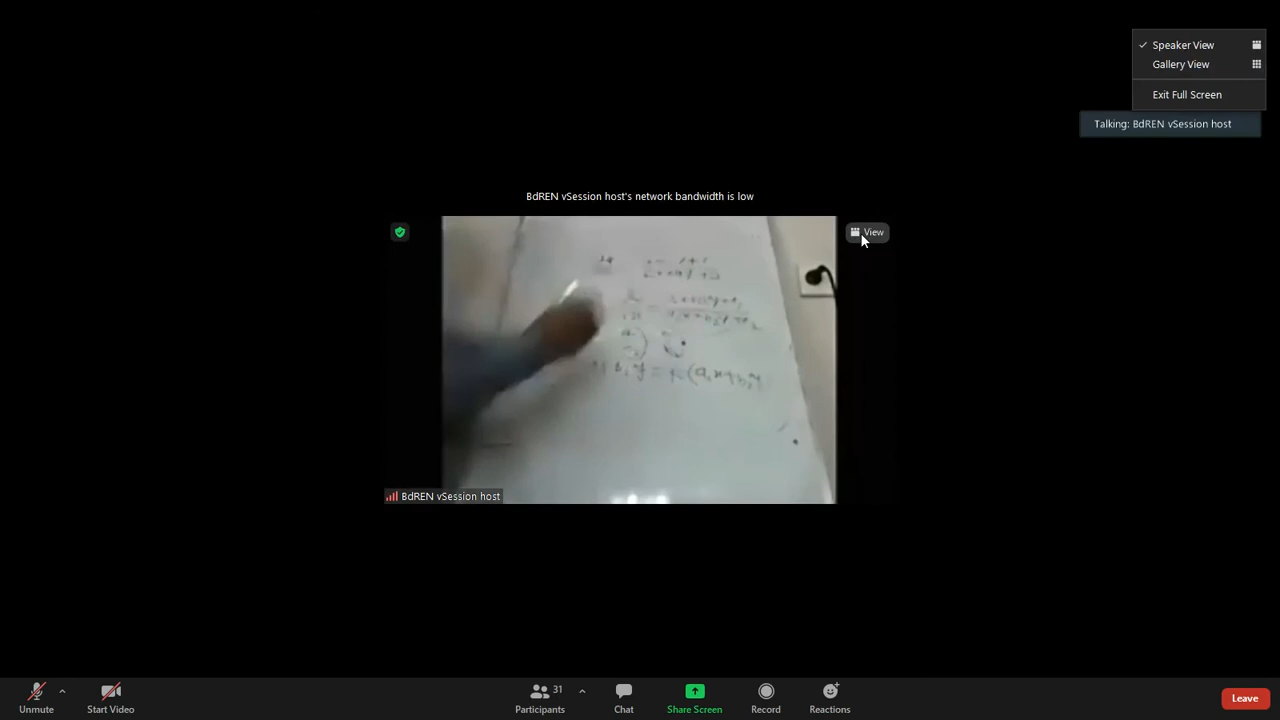 Speaker View
Gallery View
Exit Full Screen
Talking: BdREN vSession host
BdREN vSession host's network bandwidth is low
View
BdREN vSession host
Unmute
Start Video
31
Participants
Chat
Share Screen
Record
Reactions
Leave